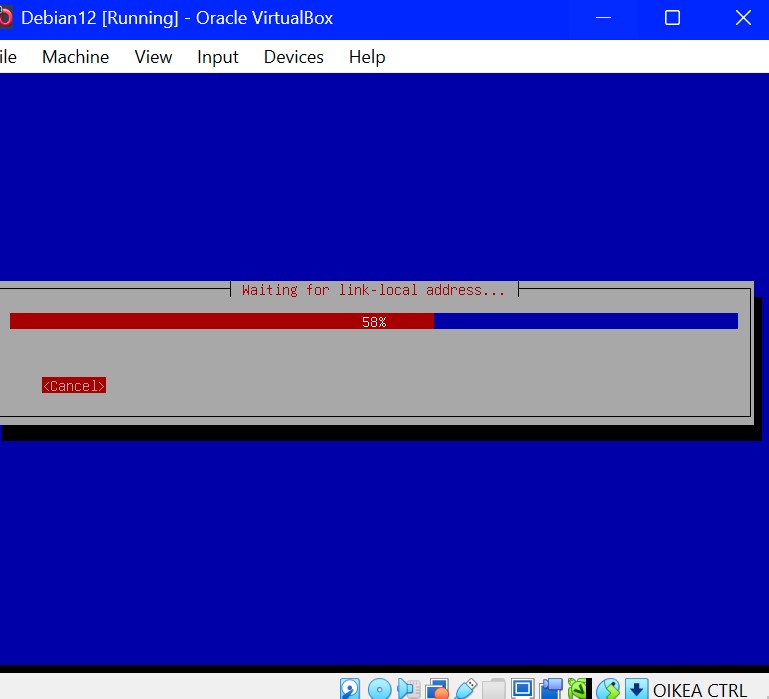 Debian12 [Running] - Oracle VirtualBox
ile Machine View Input Devices Help
Waiting for link-local address...
58%
<Cancel>
OIKEA CTRL